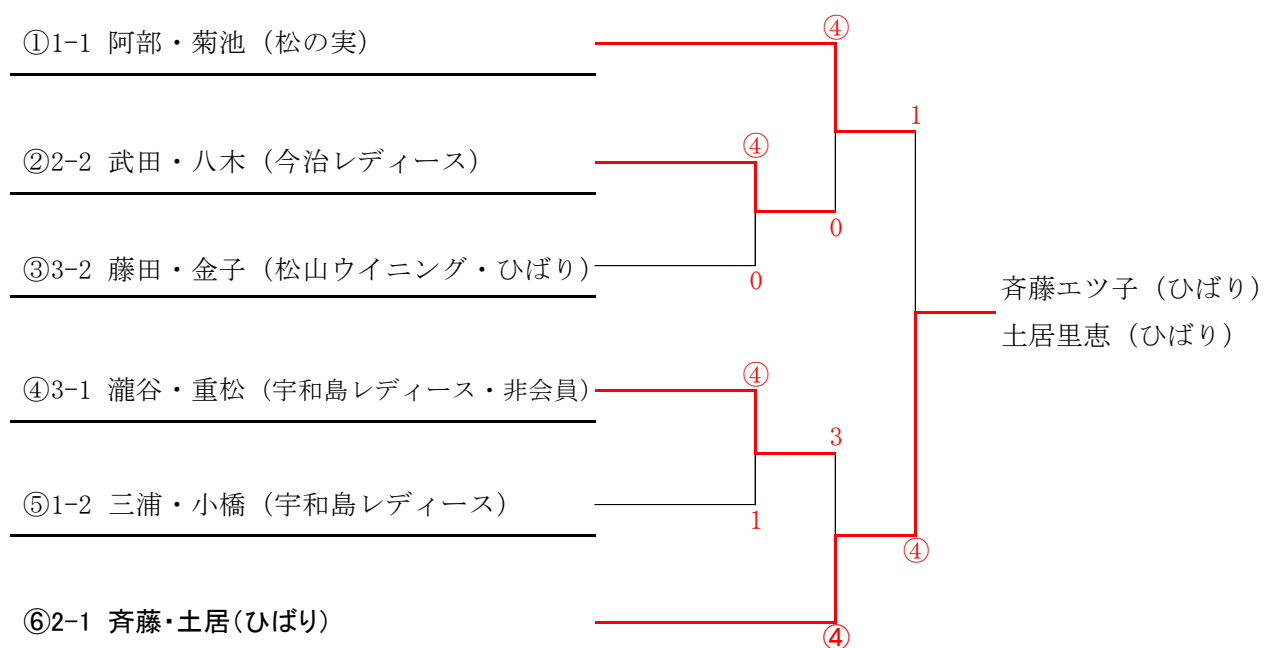 ①1-1 阿部・菊池（松の実）
④
1
②2-2 武田・八木（今治レディース）
④
0
③3-2 藤田・金子（松山ウイニング・ひばり）
0
斉藤エツ子（ひばり）
土居里恵（ひばり）
④3-1 瀧谷・重松（宇和島レディース・非会員）
④
3
⑤1-2 三浦・小橋（宇和島レディース）
1
④
⑥2-1 斉藤・土居（ひばり）
④